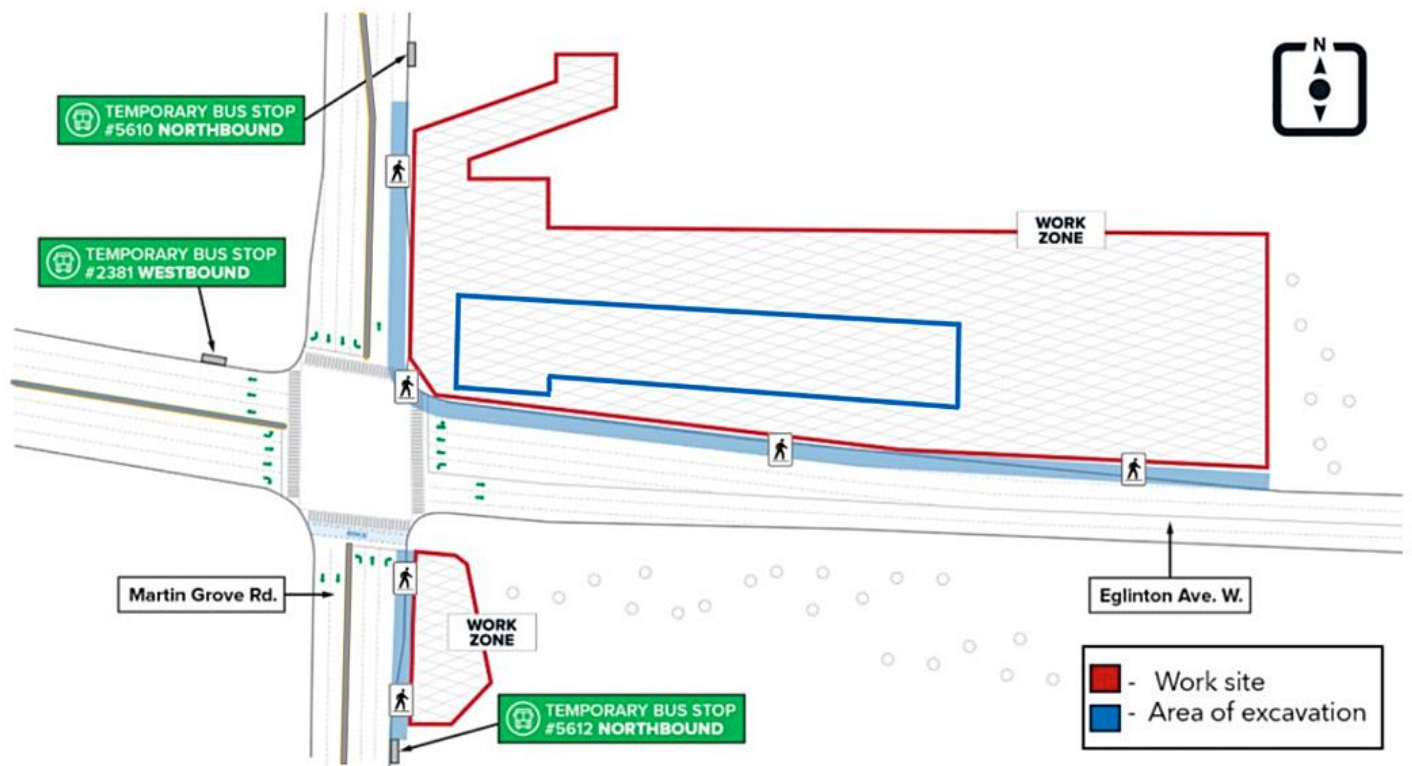 N
TEMPORARY BUS STOP
#5610 NORTHBOUND
WORK
ZONE
TEMPORARY BUS STOP
#2381 WESTBOUND
Martin Grove Rd.
WORK
ZONE
Eglinton Ave. W.
TEMPORARY BUS STOP
#5612 NORTHBOUND
- Work site
- Area of excavation